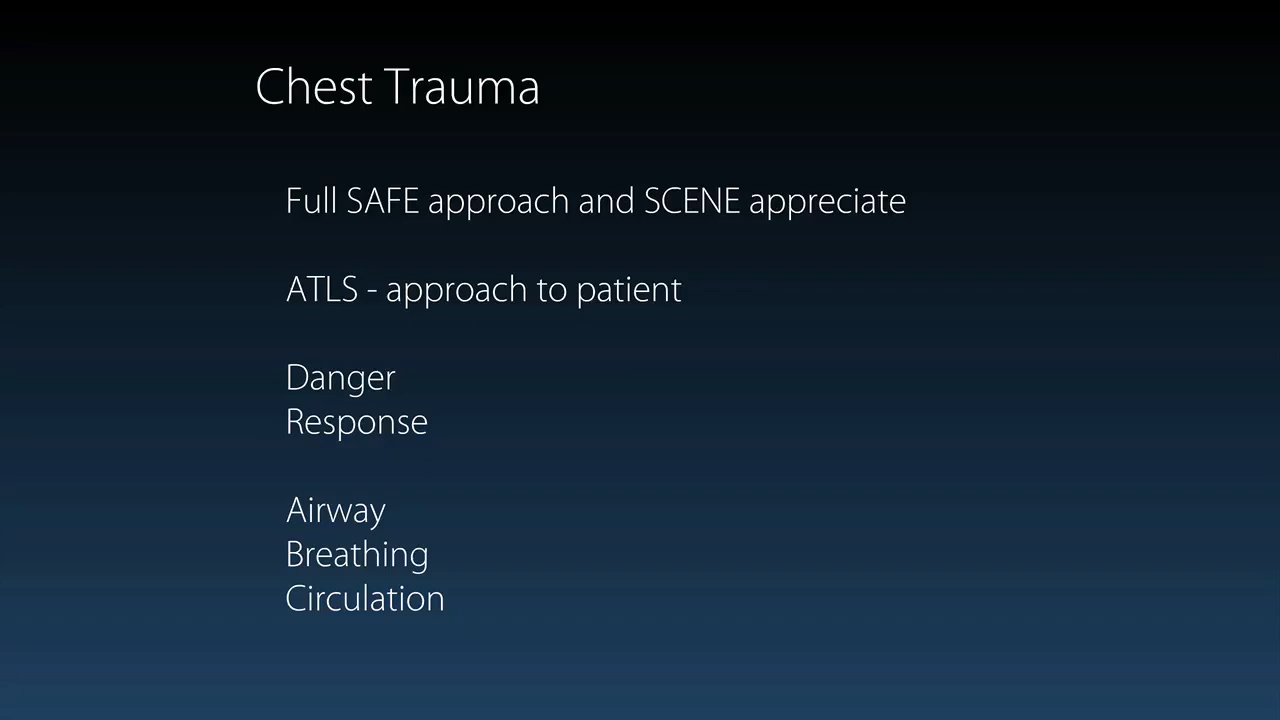 Chest Trauma
Full SAFE approach and SCENE appreciate
ATLS - approach to patient
Danger
Response
Airway
Breathing
Circulation